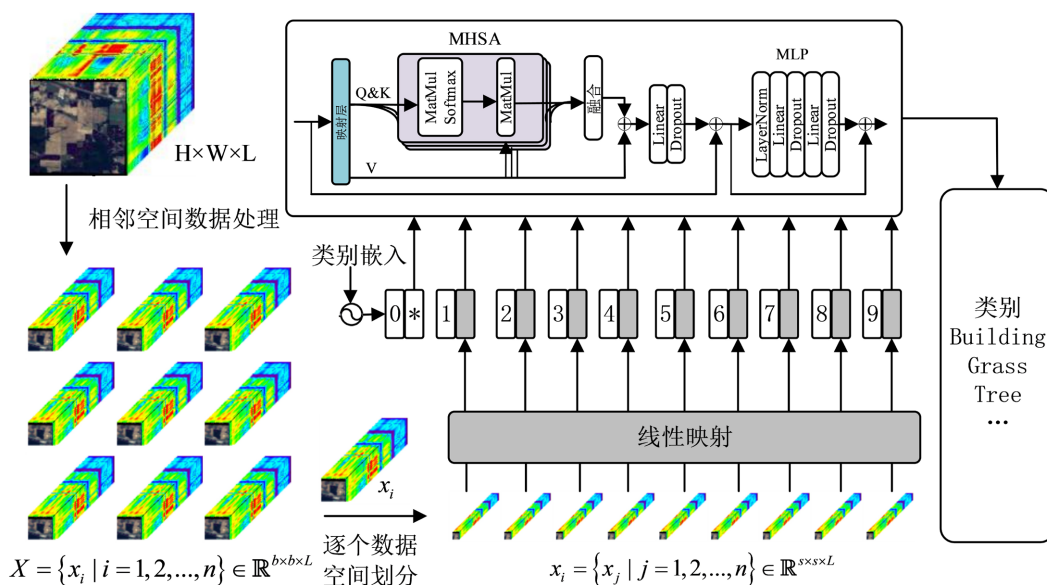 MHSA
MLP
映射层
Q&K
V
MatMul
Softmax
MatMul
融合
Linear
Dropout
LayerNorm
Linear
Dropout
Linear
Dropout
H×W×L
相邻空间数据处理
类别嵌入
0 * 1 2 3 4 5 6 7 8 9
线性映射
类别
Building
Grass
Tree
...
x_i
逐个数据
空间划分
X = {x_i | i = 1, 2, ..., n} ∈ ℝ^{b×b×L}
x_i = {x_j | j = 1, 2, ..., n} ∈ ℝ^{s×s×L}